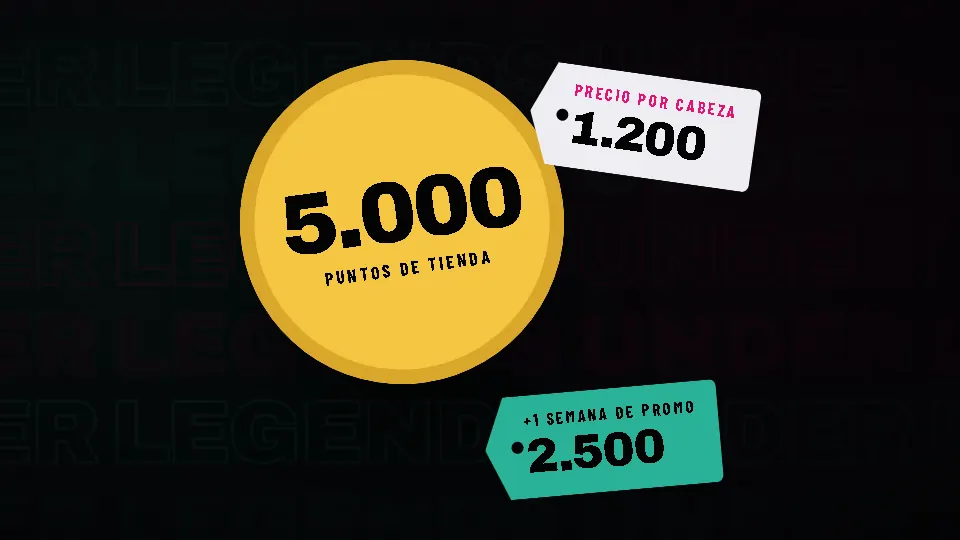 PRECIO POR CABEZA
1.200
5.000
PUNTOS DE TIENDA
+1 SEMANA DE PROMO
2.500